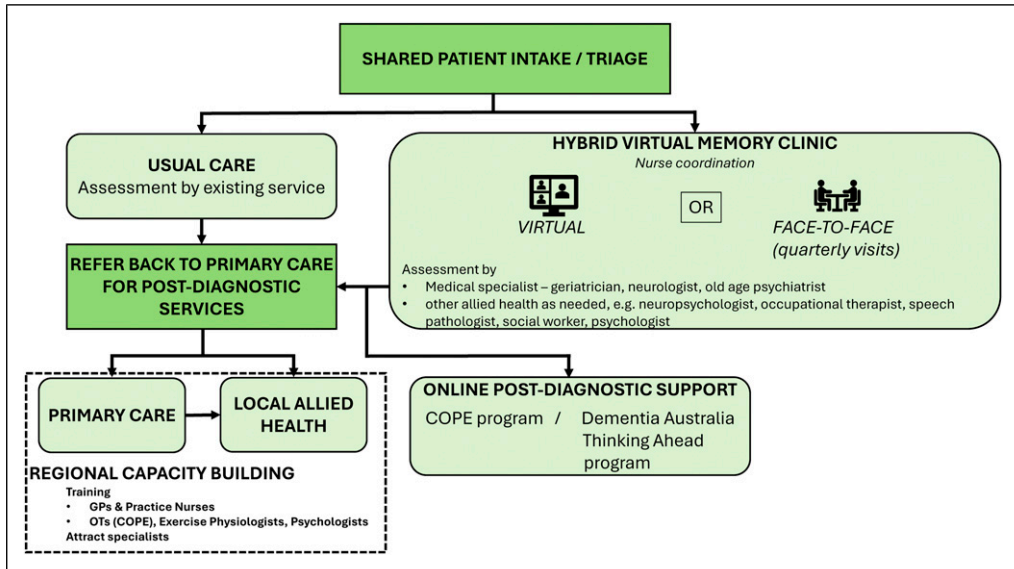 SHARED PATIENT INTAKE / TRIAGE
USUAL CARE
Assessment by existing service
HYBRID VIRTUAL MEMORY CLINIC
Nurse coordination
VIRTUAL
OR
FACE-TO-FACE
(quarterly visits)
Assessment by
• Medical specialist – geriatrician, neurologist, old age psychiatrist
• other allied health as needed, e.g. neuropsychologist, occupational therapist, speech
pathologist, social worker, psychologist
REFER BACK TO PRIMARY CARE
FOR POST-DIAGNOSTIC
SERVICES
PRIMARY CARE
LOCAL ALLIED
HEALTH
REGIONAL CAPACITY BUILDING
Training
• GPs & Practice Nurses
• OTs (COPE), Exercise Physiologists, Psychologists
Attract specialists
ONLINE POST-DIAGNOSTIC SUPPORT
COPE program / Dementia Australia
Thinking Ahead
program